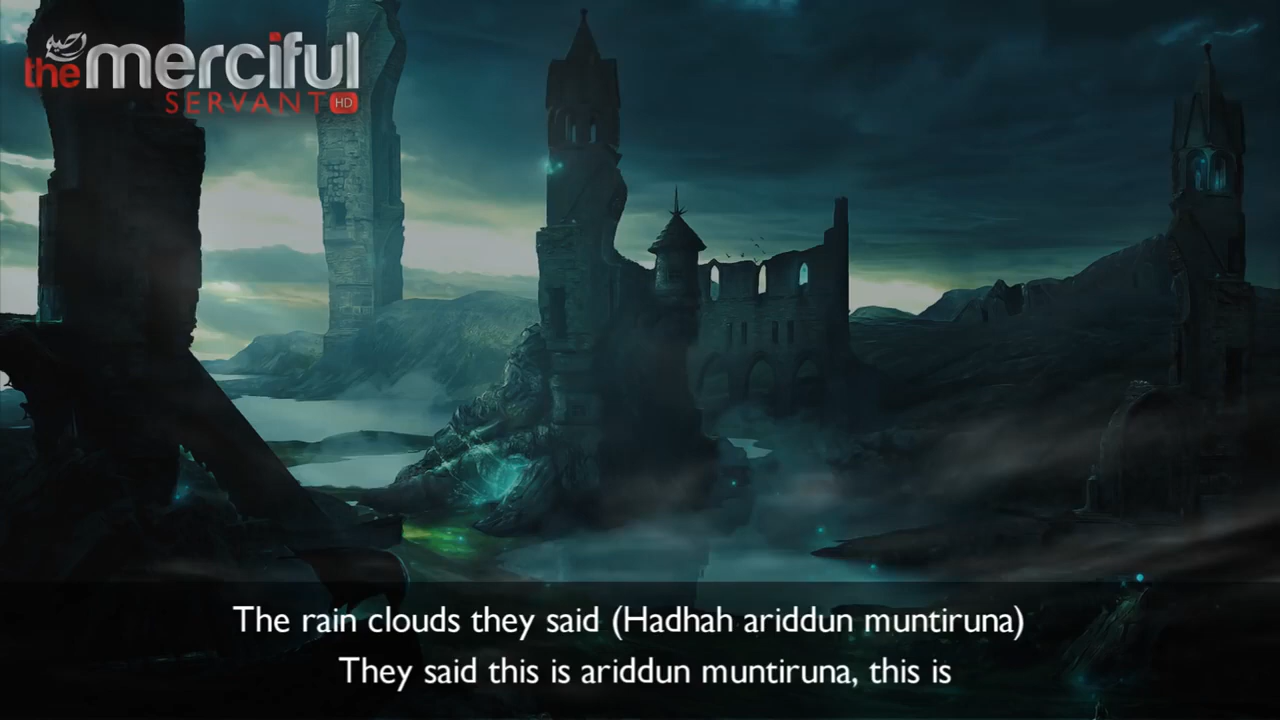 the merciful
SERVANT HD
The rain clouds they said (Hadhah ariddun muntiruna)
They said this is ariddun muntiruna, this is